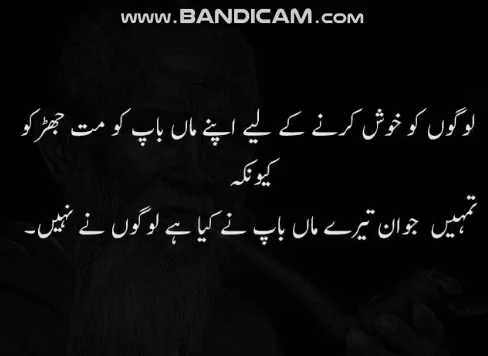 www.BANDICAM.com
لوگوں کو خوش کرنے کے لیے اپنے ماں باپ کو مت جھڑکو
کیونکہ
تمہیں جوان تیرے ماں باپ نے کیا ہے لوگوں نے نہیں۔